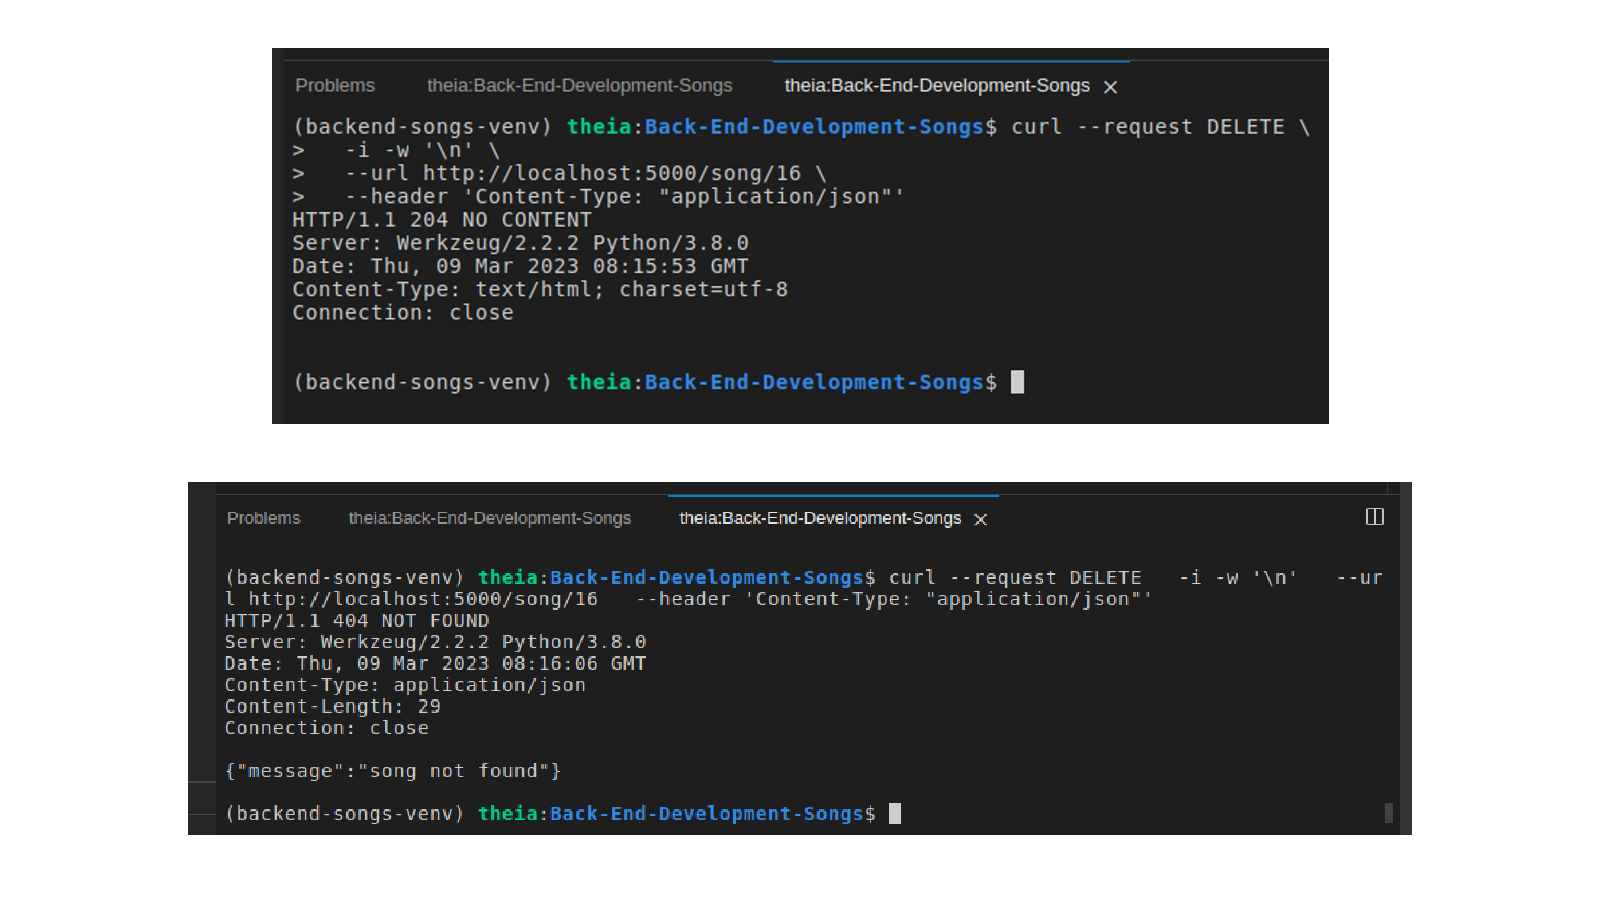 Problems theia:Back-End-Development-Songs theia:Back-End-Development-Songs ×
(backend-songs-venv) theia:Back-End-Development-Songs$ curl --request DELETE \
>   -i -w '\n' \
>   --url http://localhost:5000/song/16 \
>   --header 'Content-Type: "application/json"'
HTTP/1.1 204 NO CONTENT
Server: Werkzeug/2.2.2 Python/3.8.0
Date: Thu, 09 Mar 2023 08:15:53 GMT
Content-Type: text/html; charset=utf-8
Connection: close
(backend-songs-venv) theia:Back-End-Development-Songs$
Problems theia:Back-End-Development-Songs theia:Back-End-Development-Songs ×
(backend-songs-venv) theia:Back-End-Development-Songs$ curl --request DELETE   -i -w '\n'   --ur
l http://localhost:5000/song/16   --header 'Content-Type: "application/json"'
HTTP/1.1 404 NOT FOUND
Server: Werkzeug/2.2.2 Python/3.8.0
Date: Thu, 09 Mar 2023 08:16:06 GMT
Content-Type: application/json
Content-Length: 29
Connection: close
{"message":"song not found"}
(backend-songs-venv) theia:Back-End-Development-Songs$